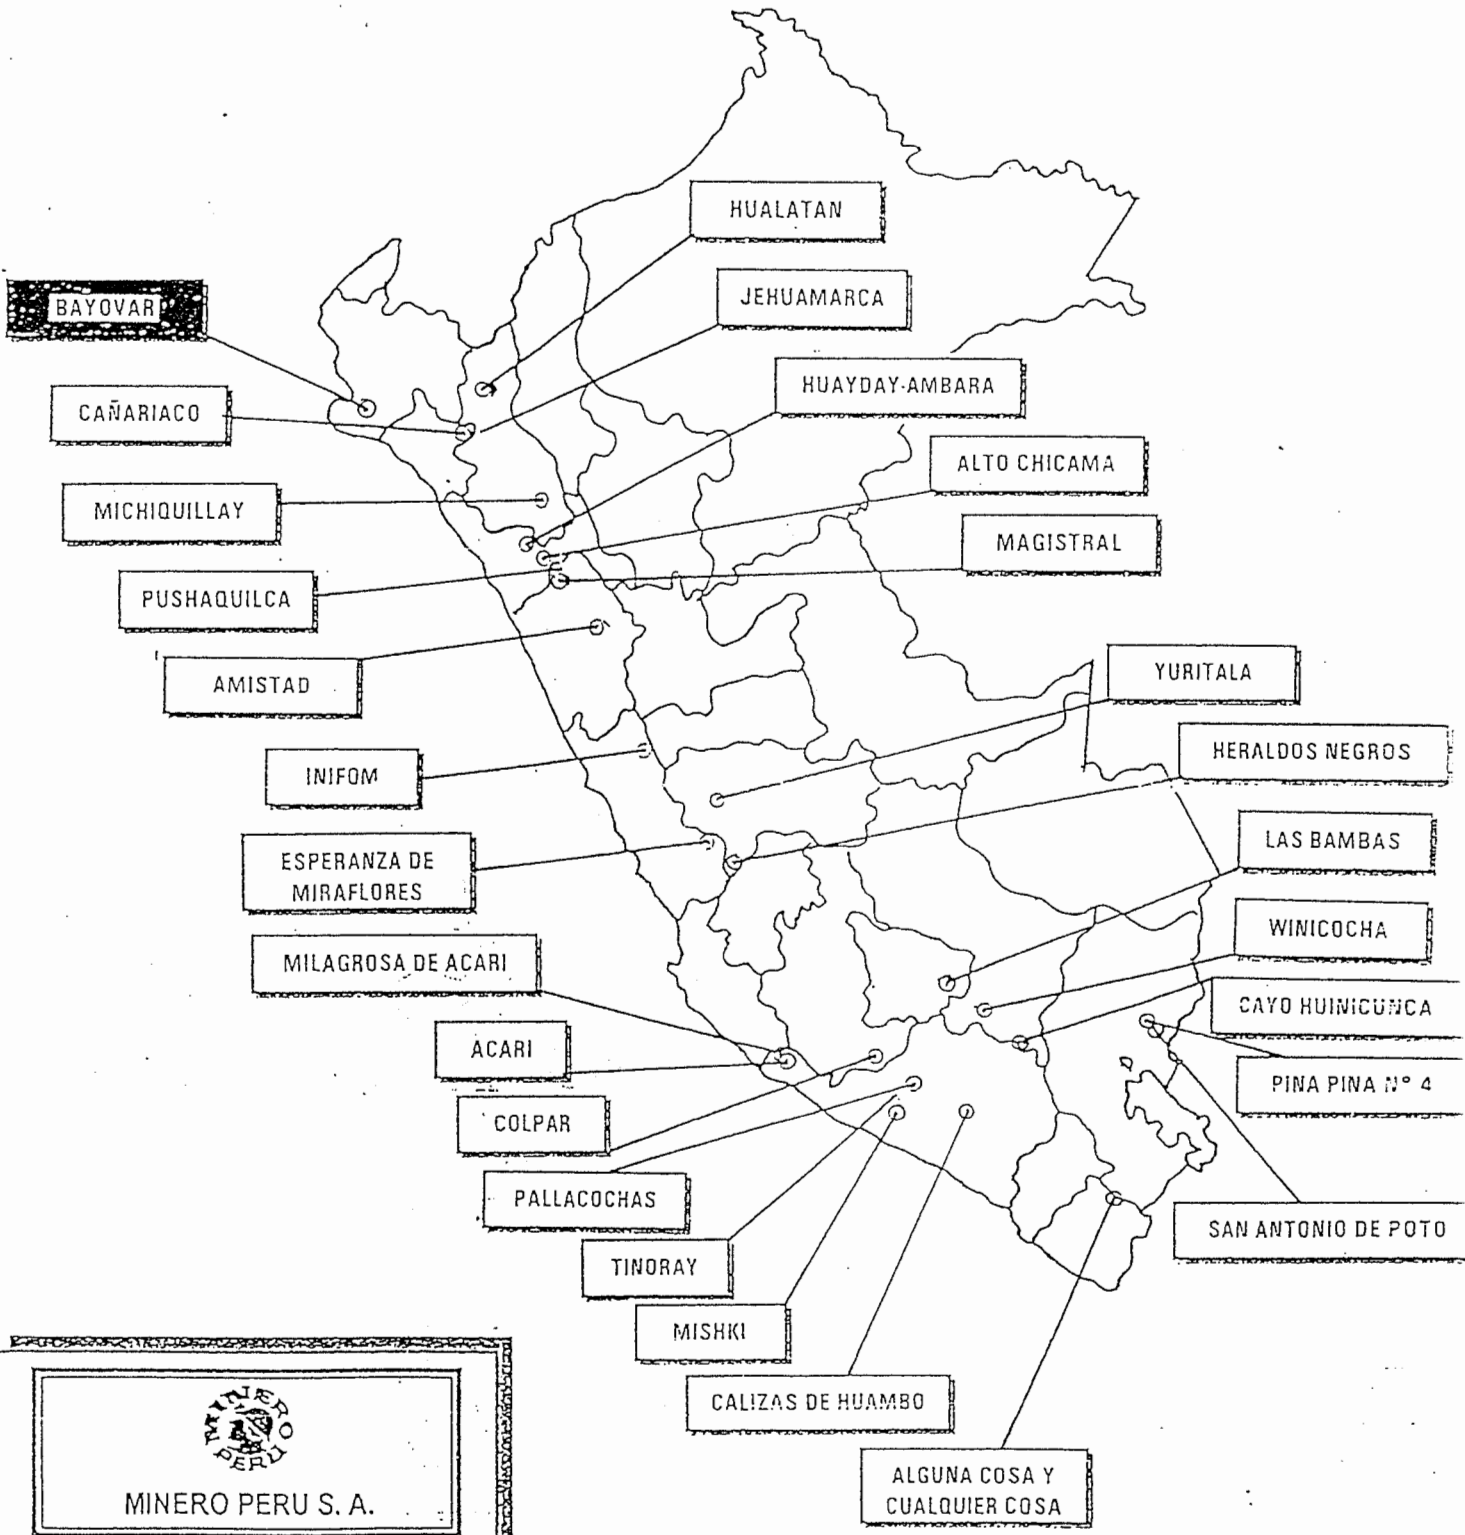 HUALATAN
JEHUAMARCA
BAYOVAR
HUAYDAY-AMBARA
CAÑARIACO
ALTO CHICAMA
MICHIQUILLAY
MAGISTRAL
PUSHAQUILCA
AMISTAD
YURITALA
HERALDOS NEGROS
INIFOM
LAS BAMBAS
ESPERANZA DE
MIRAFLORES
WINICOCHA
MILAGROSA DE ACARI
CAYO HUINICUNCA
ACARI
PINA PINA N° 4
COLPAR
PALLACOCHAS
SAN ANTONIO DE POTO
TINORAY
MISHKI
CALIZAS DE HUAMBO
ALGUNA COSA Y
CUALQUIER COSA
MINERO
PERU
MINERO PERU S. A.